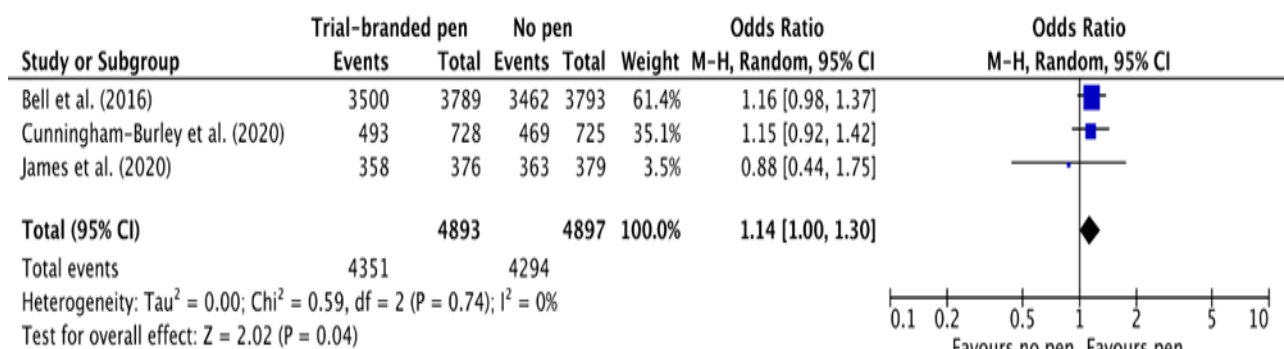 Trial-branded pen No pen Odds Ratio Odds Ratio
Study or Subgroup Events Total Events Total Weight M-H, Random, 95% CI M-H, Random, 95% CI
Bell et al. (2016) 3500 3789 3462 3793 61.4% 1.16 [0.98, 1.37]
Cunningham-Burley et al. (2020) 493 728 469 725 35.1% 1.15 [0.92, 1.42]
James et al. (2020) 358 376 363 379 3.5% 0.88 [0.44, 1.75]
Total (95% CI) 4893 4897 100.0% 1.14 [1.00, 1.30]
Total events 4351 4294
Heterogeneity: Tau² = 0.00; Chi² = 0.59, df = 2 (P = 0.74); I² = 0%
Test for overall effect: Z = 2.02 (P = 0.04)
0.1 0.2 0.5 1 2 5 10
Favours no pen Favours pen